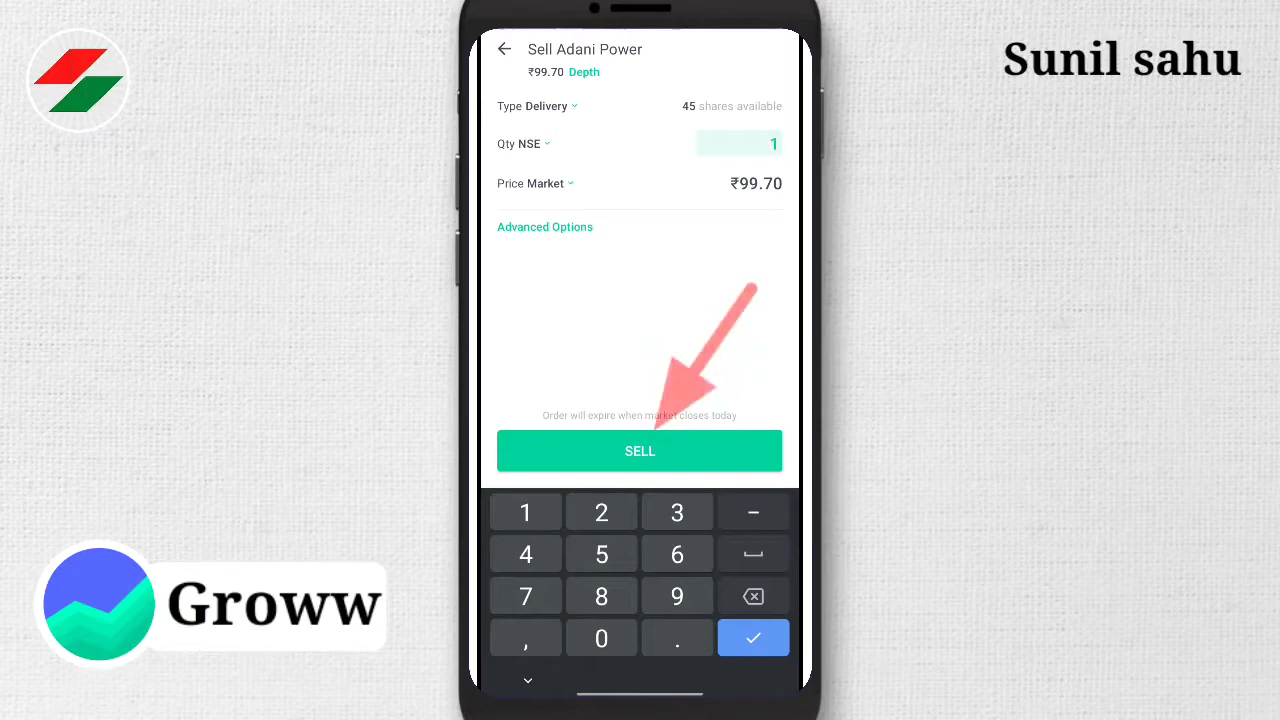 Sunil sahu
Sell Adani Power
₹99.70 Depth
Type Delivery
45 shares available
Qty NSE
1
Price Market
₹99.70
Advanced Options
Order will expire when market closes today
SELL
1 2 3 –
4 5 6
7 8 9
, 0 .
Groww